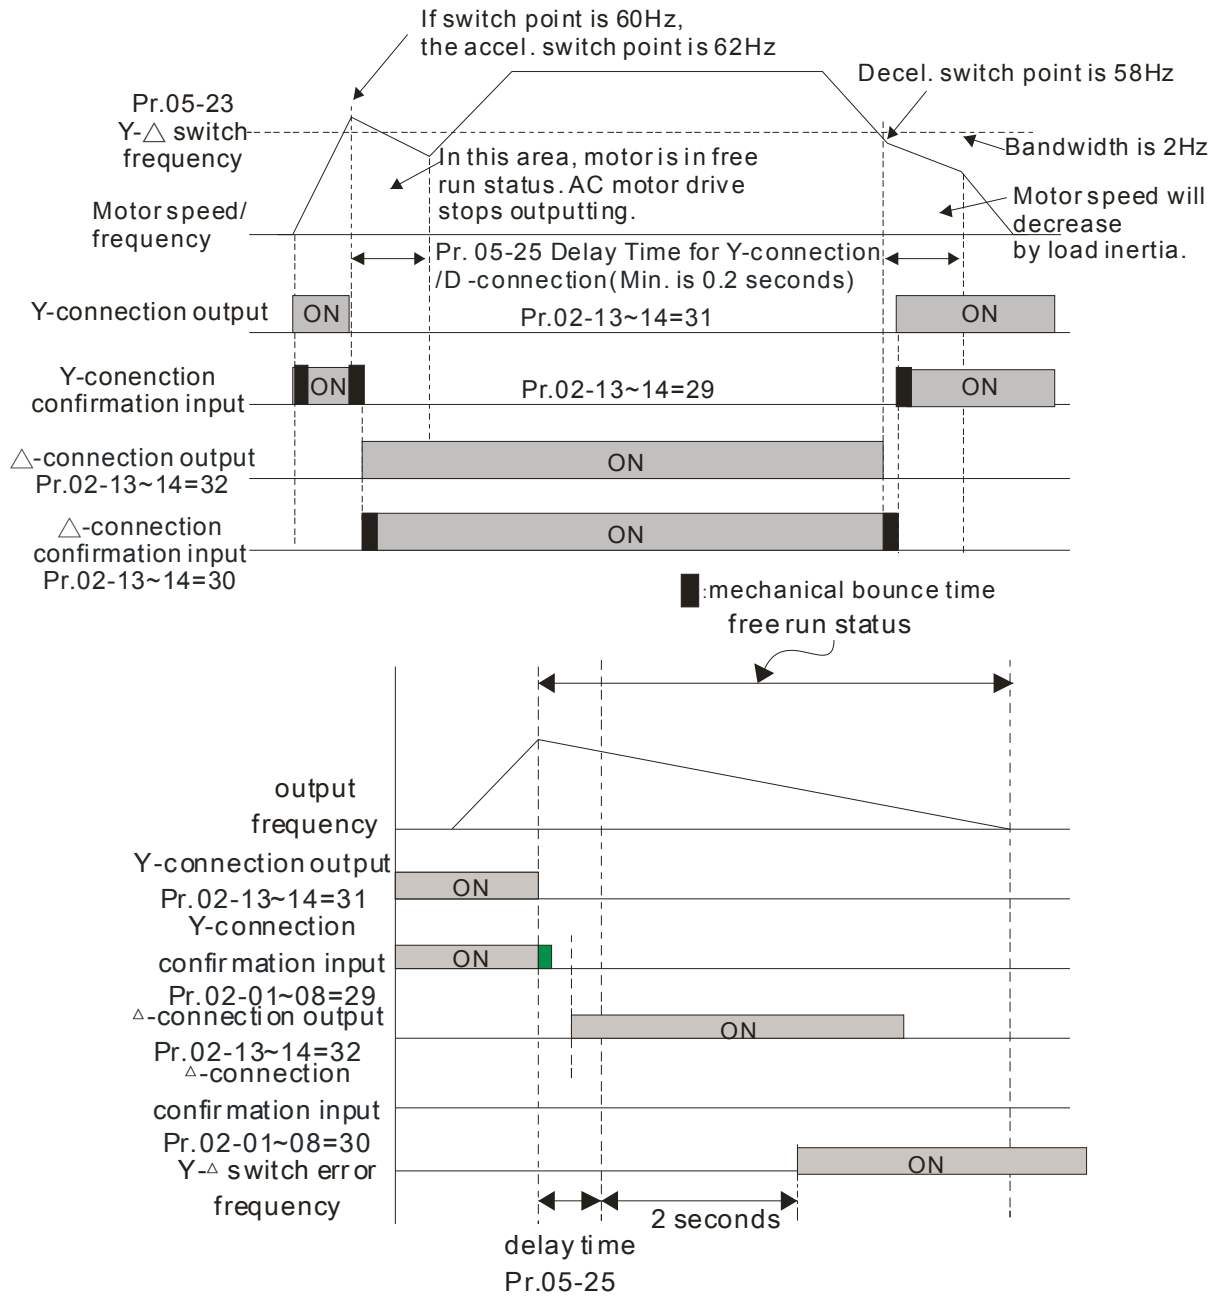 If switch point is 60Hz,
the accel. switch point is 62Hz
Decel. switch point is 58Hz
Pr.05-23
Y-△ switch
frequency
Bandwidth is 2Hz
In this area, motor is in free
run status. AC motor drive
stops outputting.
Motor speed/
frequency
Motor speed will
decrease
by load inertia.
Pr. 05-25 Delay Time for Y-connection
/D -connection(Min. is 0.2 seconds)
Y-connection output
ON
Pr.02-13~14=31
ON
Y-conenction
confirmation input
ON
Pr.02-13~14=29
ON
△-connection output
Pr.02-13~14=32
ON
△-connection
confirmation input
Pr.02-13~14=30
ON
:mechanical bounce time
free run status
output
frequency
Y-connection output
Pr.02-13~14=31
ON
Y-connection
confirmation input
Pr.02-01~08=29
ON
△-connection output
Pr.02-13~14=32
ON
△-connection
confirmation input
Pr.02-01~08=30
Y-△ switch error
frequency
ON
2 seconds
delay time
Pr.05-25